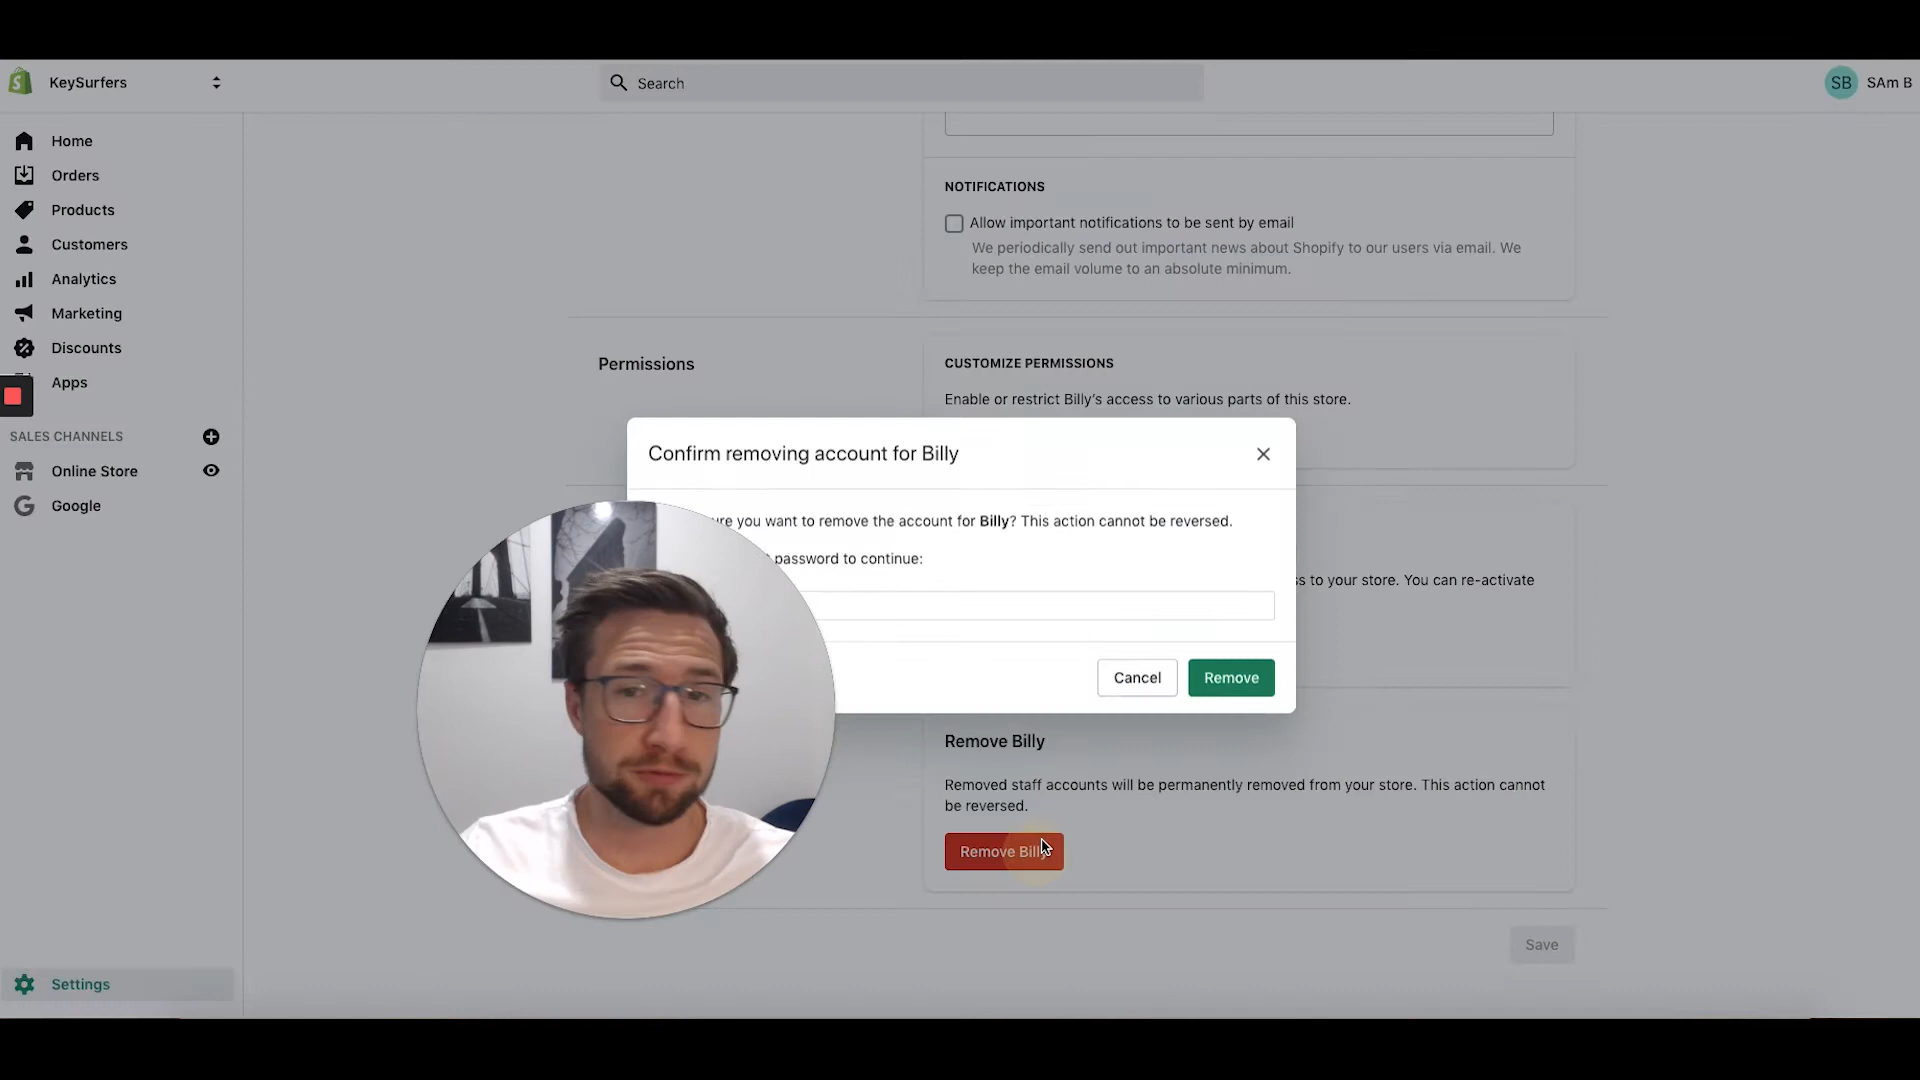 KeySurfers
Search
SB
SAm B
Home
Orders
Products
Customers
Analytics
Marketing
Discounts
Apps
SALES CHANNELS
Online Store
Google
Settings
NOTIFICATIONS
Allow important notifications to be sent by email
We periodically send out important news about Shopify to our users via email. We
keep the email volume to an absolute minimum.
Permissions
CUSTOMIZE PERMISSIONS
Enable or restrict Billy's access to various parts of this store.
Confirm removing account for Billy
you want to remove the account for Billy? This action cannot be reversed.
password to continue:
to your store. You can re-activate
Cancel
Remove
Remove Billy
Removed staff accounts will be permanently removed from your store. This action cannot
be reversed.
Remove Billy
Save